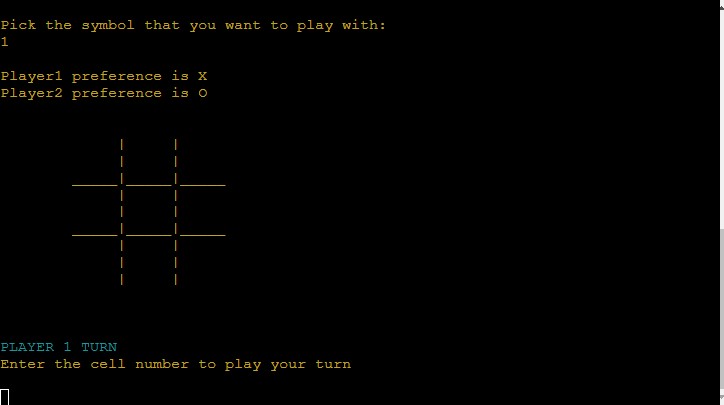 Pick the symbol that you want to play with:
1
Player1 preference is X
Player2 preference is O
PLAYER 1 TURN
Enter the cell number to play your turn